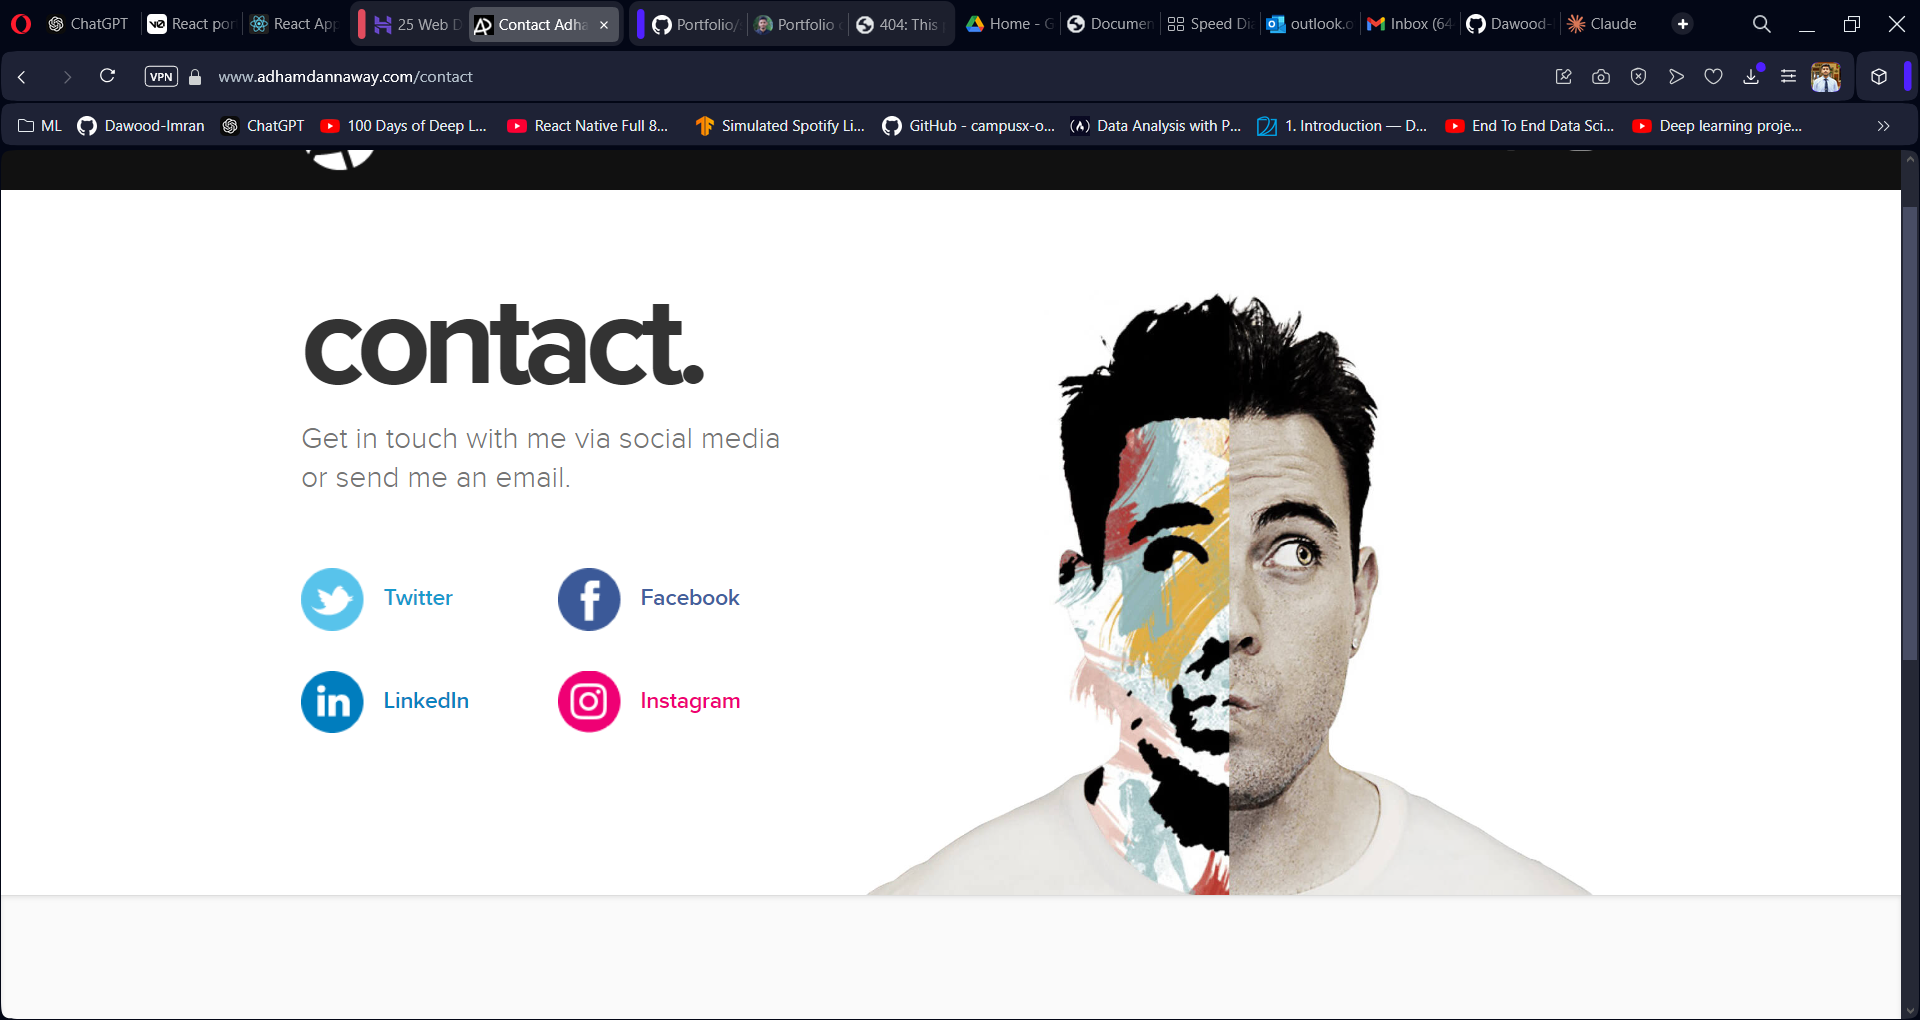 ChatGPT
React por
React App
25 Web D
Contact Adha
Portfolio/
Portfolio
404: This
Home - G
Documen
Speed Dia
outlook.o
Inbox (64
Dawood-
Claude
VPN
www.adhamdannaway.com/contact
ML
Dawood-Imran
ChatGPT
100 Days of Deep L...
React Native Full 8...
Simulated Spotify Li...
GitHub - campusx-o...
Data Analysis with P...
1. Introduction — D...
End To End Data Sci...
Deep learning proje...
contact.
Get in touch with me via social media
or send me an email.
Twitter
Facebook
LinkedIn
Instagram